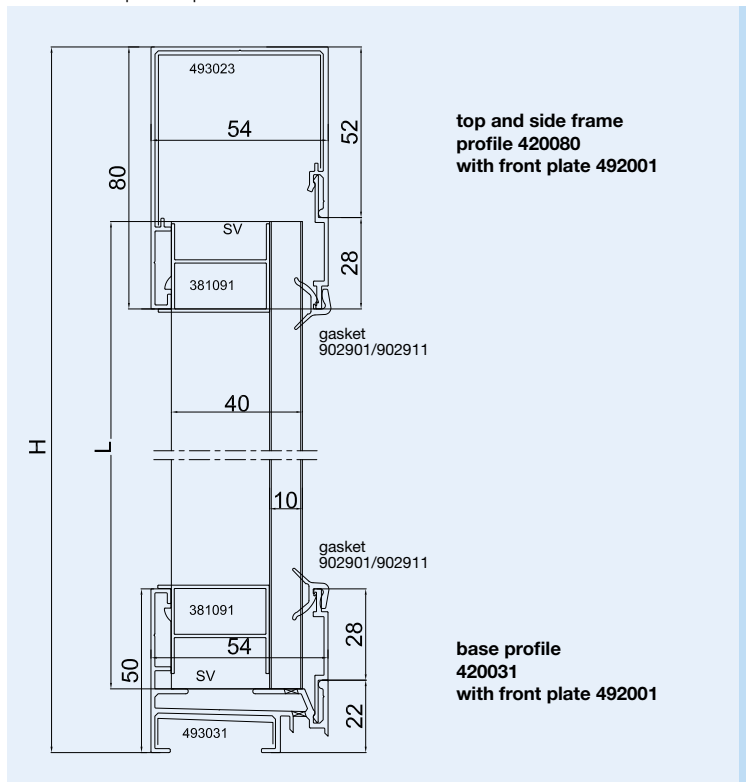 493023
54
52
top and side frame
profile 420080
with front plate 492001
80
SV
28
381091
gasket
902901/902911
40
H
L
10
gasket
902901/902911
381091
28
54
base profile
420031
with front plate 492001
50
SV
22
493031